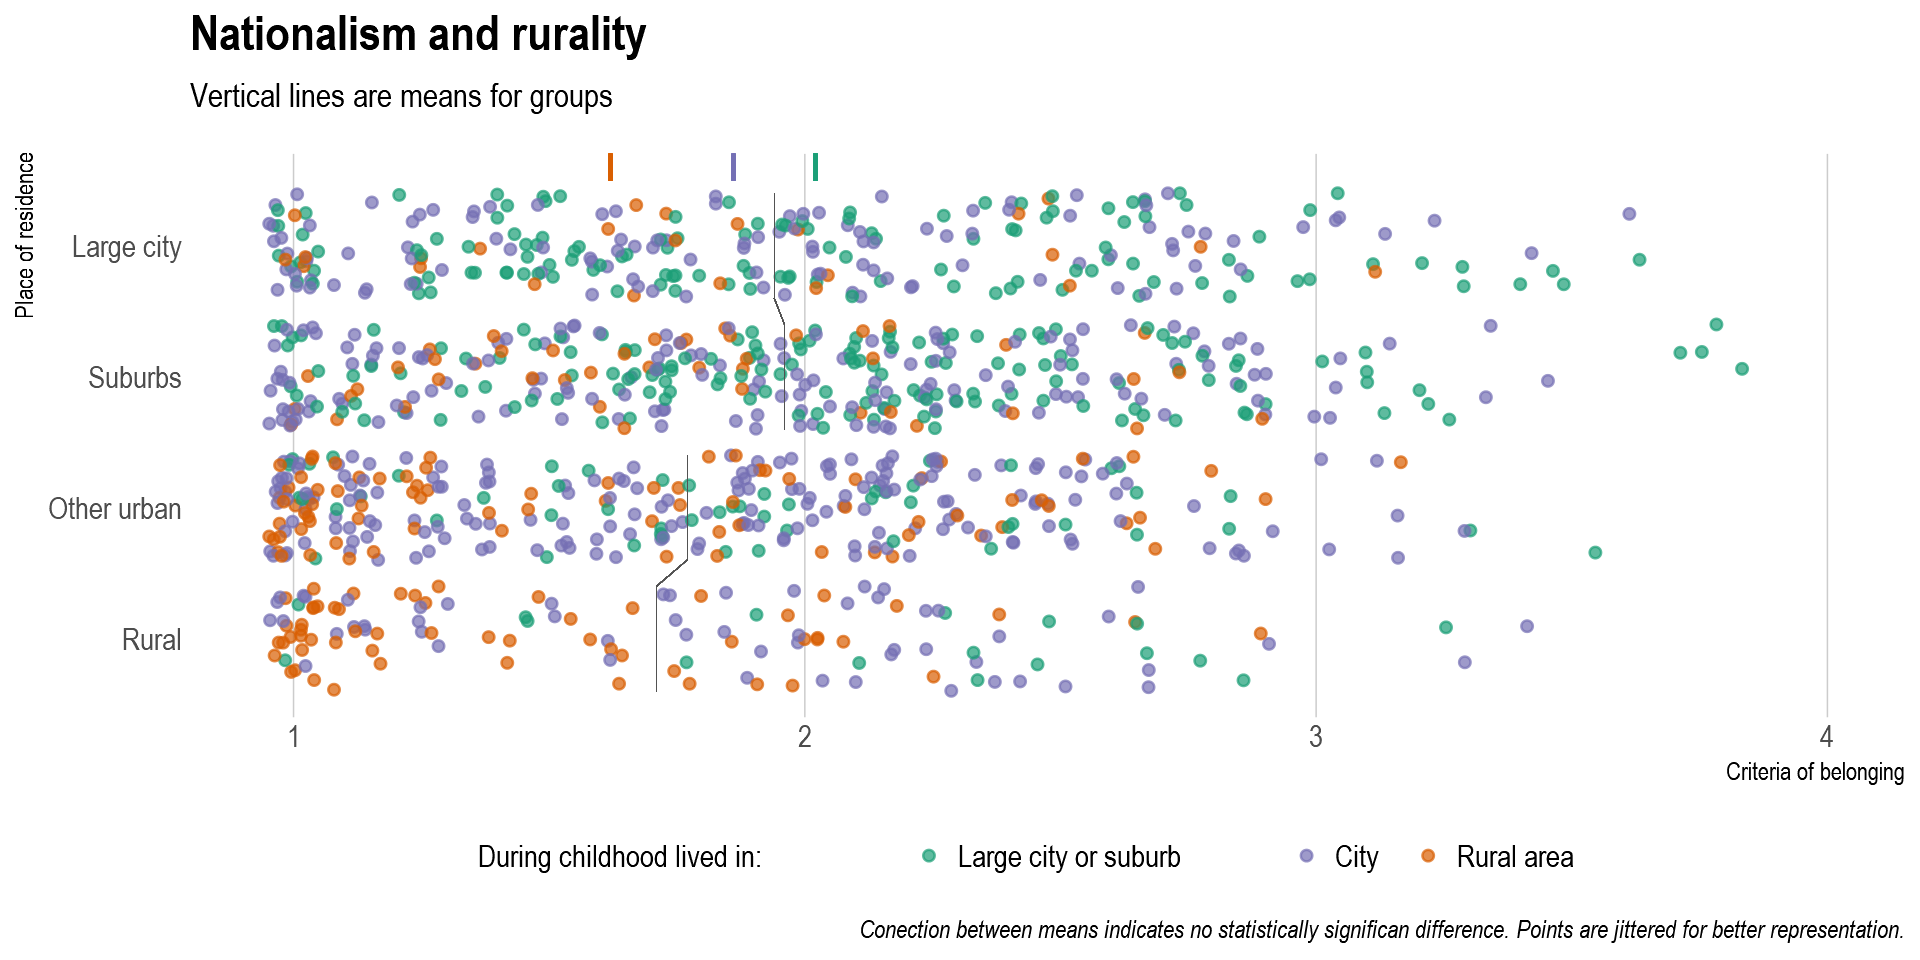 Nationalism and rurality
Vertical lines are means for groups
Place of residence
Large city
Suburbs
Other urban
Rural
1 2 3 4
Criteria of belonging
During childhood lived in: Large city or suburb City Rural area
Conection between means indicates no statistically significan difference. Points are jittered for better representation.